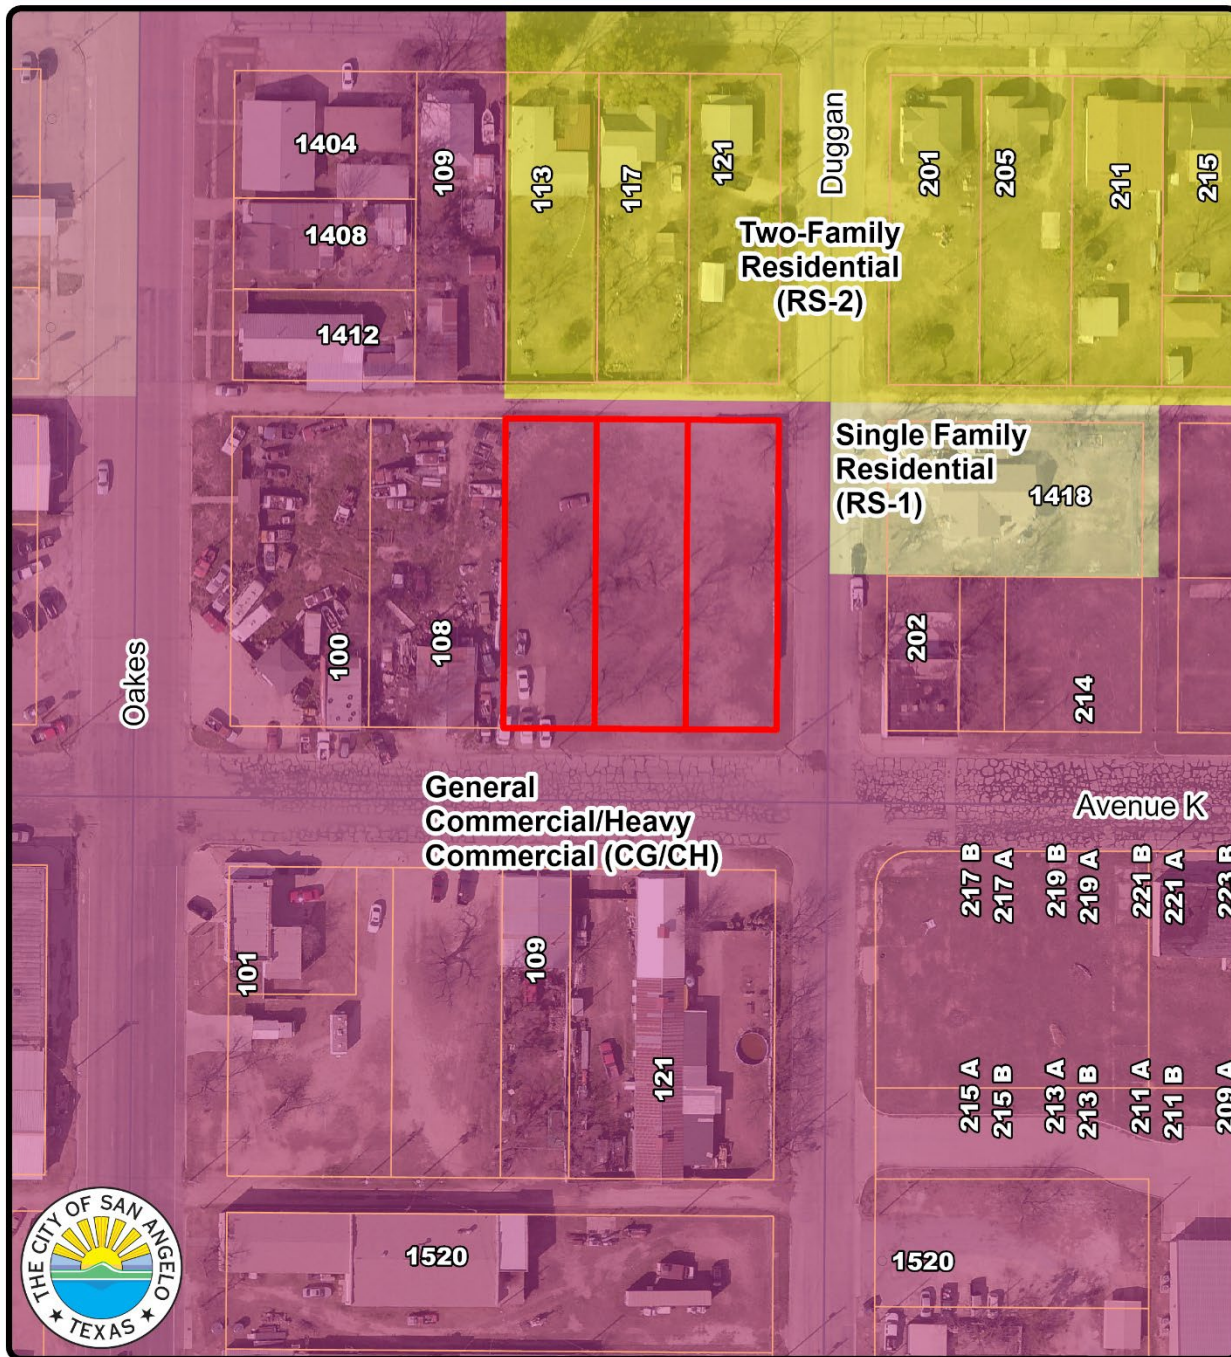 1404
109
113
117
121
Duggan
201
205
211
215
1408
Two-Family
Residential
(RS-2)
1412
Single Family
Residential
(RS-1)
1418
100
108
202
214
Oakes
General
Commercial/Heavy
Commercial (CG/CH)
Avenue K
217 B
217 A
219 B
219 A
221 B
221 A
223 B
101
109
121
215 A
215 B
213 A
213 B
211 A
211 B
209 A
1520
1520
THE CITY OF SAN ANGELO
★ TEXAS ★